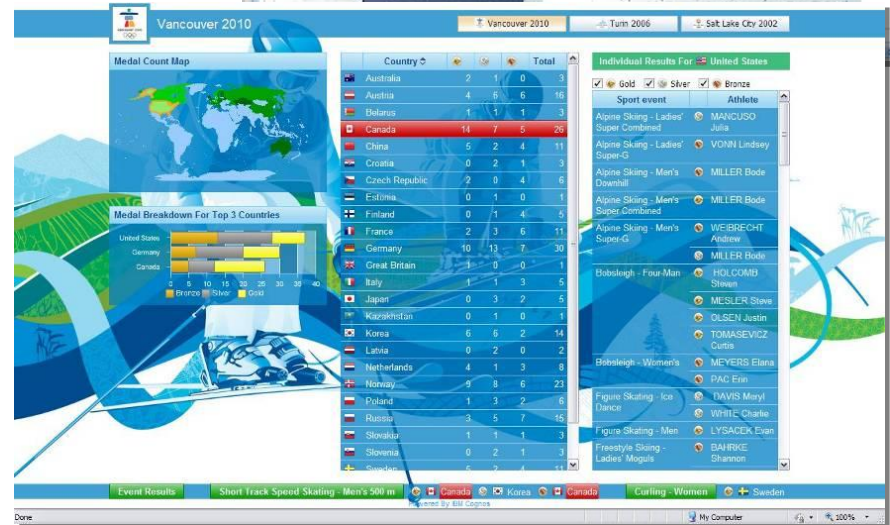 Vancouver 2010
Vancouver 2010 Turin 2006 Salt Lake City 2002
Medal Count Map
Medal Breakdown For Top 3 Countries
United States
Germany
Canada
0 5 10 15 20 25 30 35 40
Bronze Silver Gold
Country Total
Australia 2 1 0 3
Austria 4 6 6 16
Belarus 1 1 1 3
Canada 14 7 5 26
China 5 2 4 11
Croatia 0 2 1 3
Czech Republic 2 0 4 6
Estonia 0 1 0 1
Finland 0 1 4 5
France 2 3 6 11
Germany 10 13 7 30
Great Britain 1 0 0 1
Italy 1 1 3 5
Japan 0 3 2 5
Kazakhstan 0 1 0 1
Korea 6 6 2 14
Latvia 0 2 0 2
Netherlands 4 1 3 8
Norway 9 8 6 23
Poland 1 3 2 6
Russia 3 5 7 15
Slovakia 1 1 1 3
Slovenia 0 2 1 3
Sweden 5 2 4 11
Individual Results For United States
Gold Silver Bronze
Sport event Athlete
Alpine Skiing - Ladies' MANCUSO
Super Combined Julia
Alpine Skiing - Ladies' VONN Lindsey
Super-G
Alpine Skiing - Men's MILLER Bode
Downhill
Alpine Skiing - Men's MILLER Bode
Super Combined
Alpine Skiing - Men's WEIBRECHT
Super-G Andrew
MILLER Bode
Bobsleigh - Four-Man HOLCOMB
Steven
MESLER Steve
OLSEN Justin
TOMASEVICZ
Curtis
Bobsleigh - Women's MEYERS Elana
PAC Erin
Figure Skating - Ice DAVIS Meryl
Dance
WHITE Charlie
Figure Skating - Men LYSACEK Evan
Freestyle Skiing - BAHRKE
Ladies' Moguls Shannon
Event Results Short Track Speed Skating - Men's 500 m Canada Korea Canada Curling - Women Sweden
Powered By IBM Cognos
Done My Computer 100%